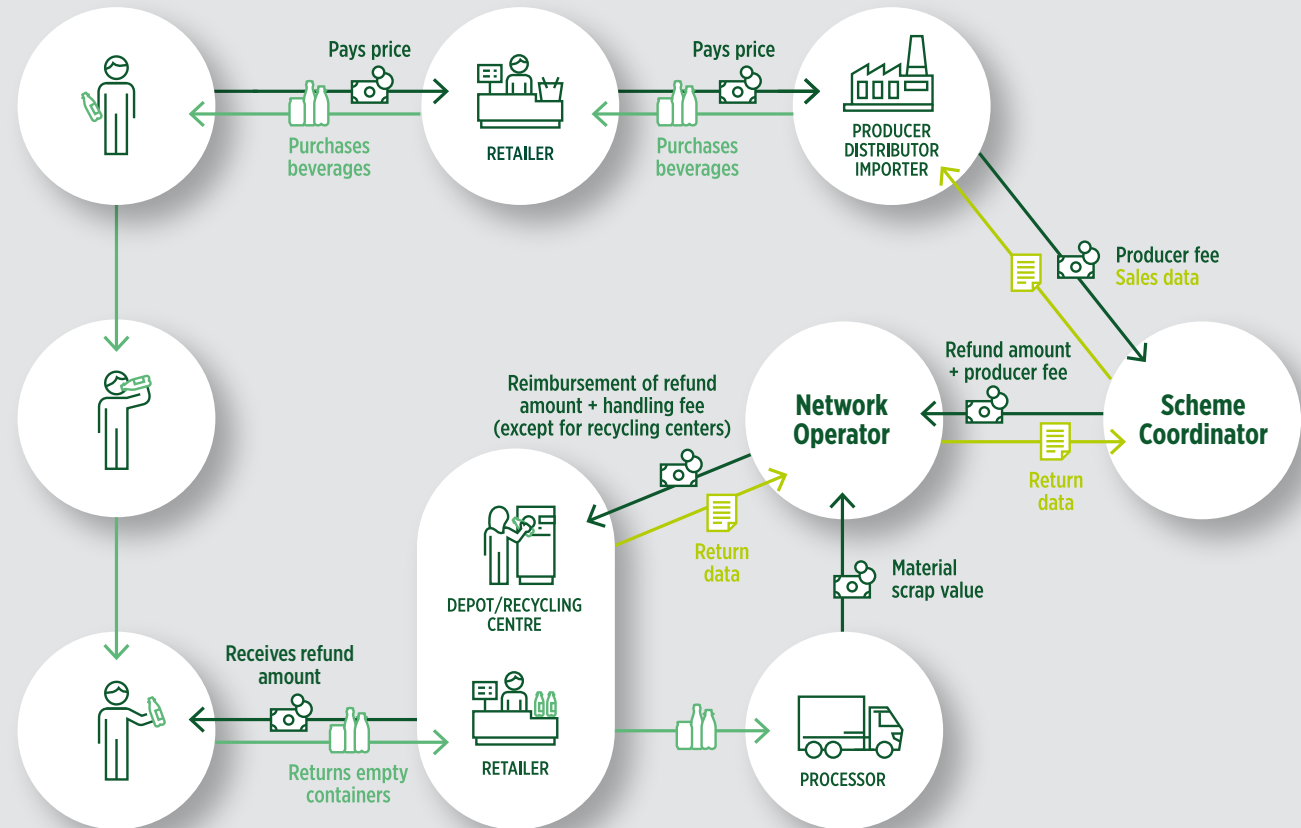 Pays price
Pays price
Purchases
beverages
RETAILER
Purchases
beverages
PRODUCER
DISTRIBUTOR
IMPORTER
Producer fee
Sales data
Refund amount
+ producer fee
Reimbursement of refund
amount + handling fee
(except for recycling centers)
Network
Operator
Scheme
Coordinator
Return
data
Return
data
Material
scrap value
DEPOT/RECYCLING
CENTRE
Receives refund
amount
Returns empty
containers
RETAILER
PROCESSOR